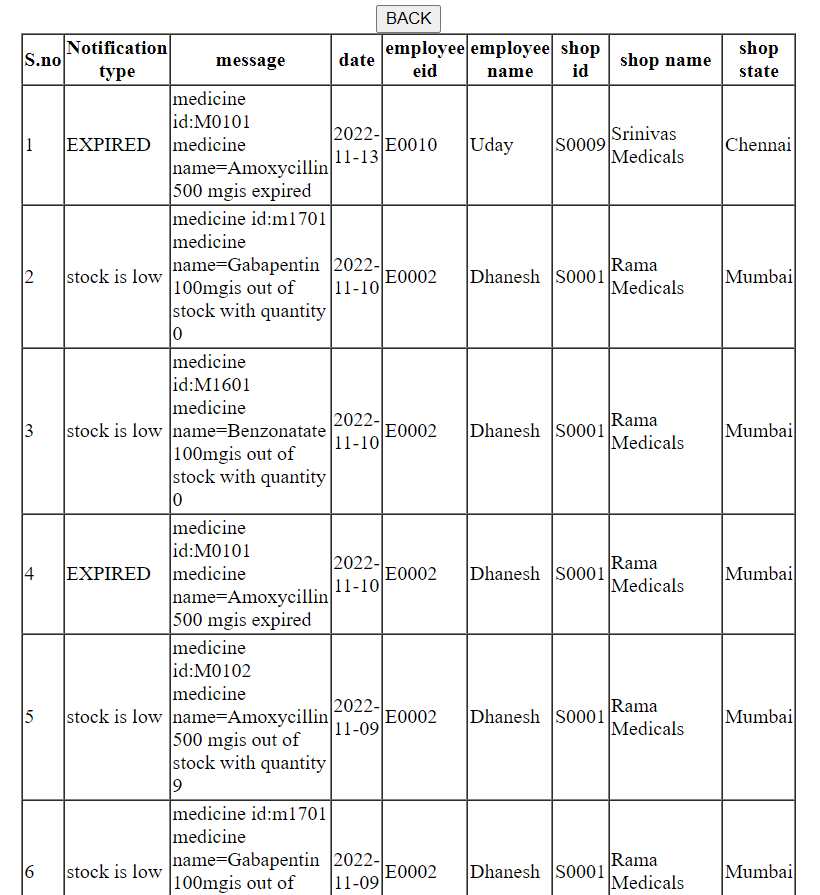 BACK
S.no Notification type message date employee eid employee name shop id shop name shop state
1 EXPIRED medicine id:M0101 medicine name=Amoxycillin 500 mgis expired 2022-11-13 E0010 Uday S0009 Srinivas Medicals Chennai
2 stock is low medicine id:m1701 medicine name=Gabapentin 100mgis out of stock with quantity 0 2022-11-10 E0002 Dhanesh S0001 Rama Medicals Mumbai
3 stock is low medicine id:M1601 medicine name=Benzonatate 100mgis out of stock with quantity 0 2022-11-10 E0002 Dhanesh S0001 Rama Medicals Mumbai
4 EXPIRED medicine id:M0101 medicine name=Amoxycillin 500 mgis expired 2022-11-10 E0002 Dhanesh S0001 Rama Medicals Mumbai
5 stock is low medicine id:M0102 medicine name=Amoxycillin 500 mgis out of stock with quantity 9 2022-11-09 E0002 Dhanesh S0001 Rama Medicals Mumbai
6 stock is low medicine id:m1701 medicine name=Gabapentin 100mgis out of 2022-11-09 E0002 Dhanesh S0001 Rama Medicals Mumbai